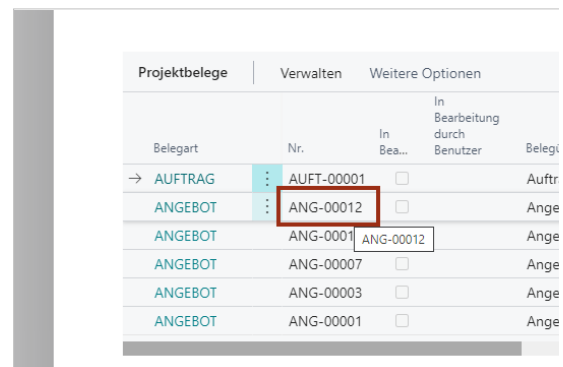 Projektbelege Verwalten Weitere Optionen
Belegart Nr. In Bea... In Bearbeitung durch Benutzer
AUFTRAG AUFT-00001
ANGEBOT ANG-00012
ANGEBOT ANG-00012
ANGEBOT ANG-00007
ANGEBOT ANG-00003
ANGEBOT ANG-00001